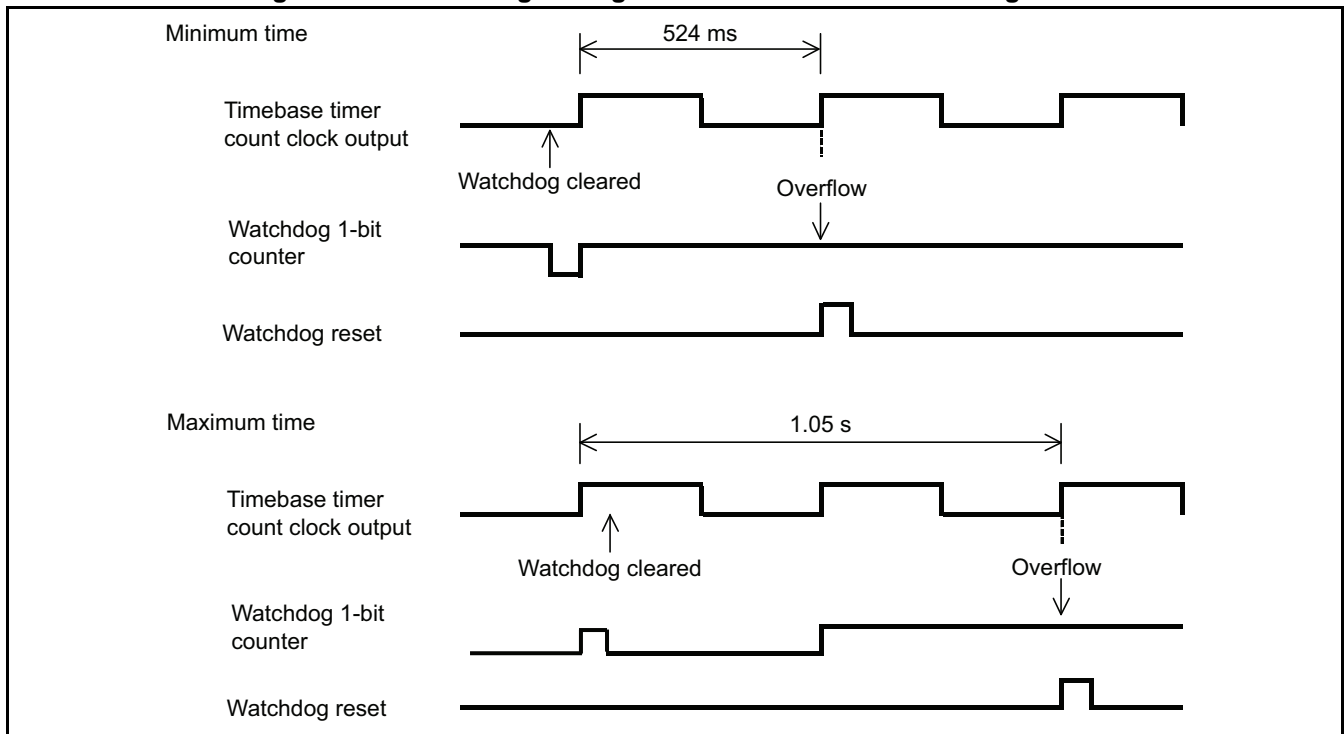 Minimum time
524 ms
Timebase timer
count clock output
Watchdog cleared
Overflow
Watchdog 1-bit
counter
Watchdog reset
Maximum time
1.05 s
Timebase timer
count clock output
Watchdog cleared
Overflow
Watchdog 1-bit
counter
Watchdog reset